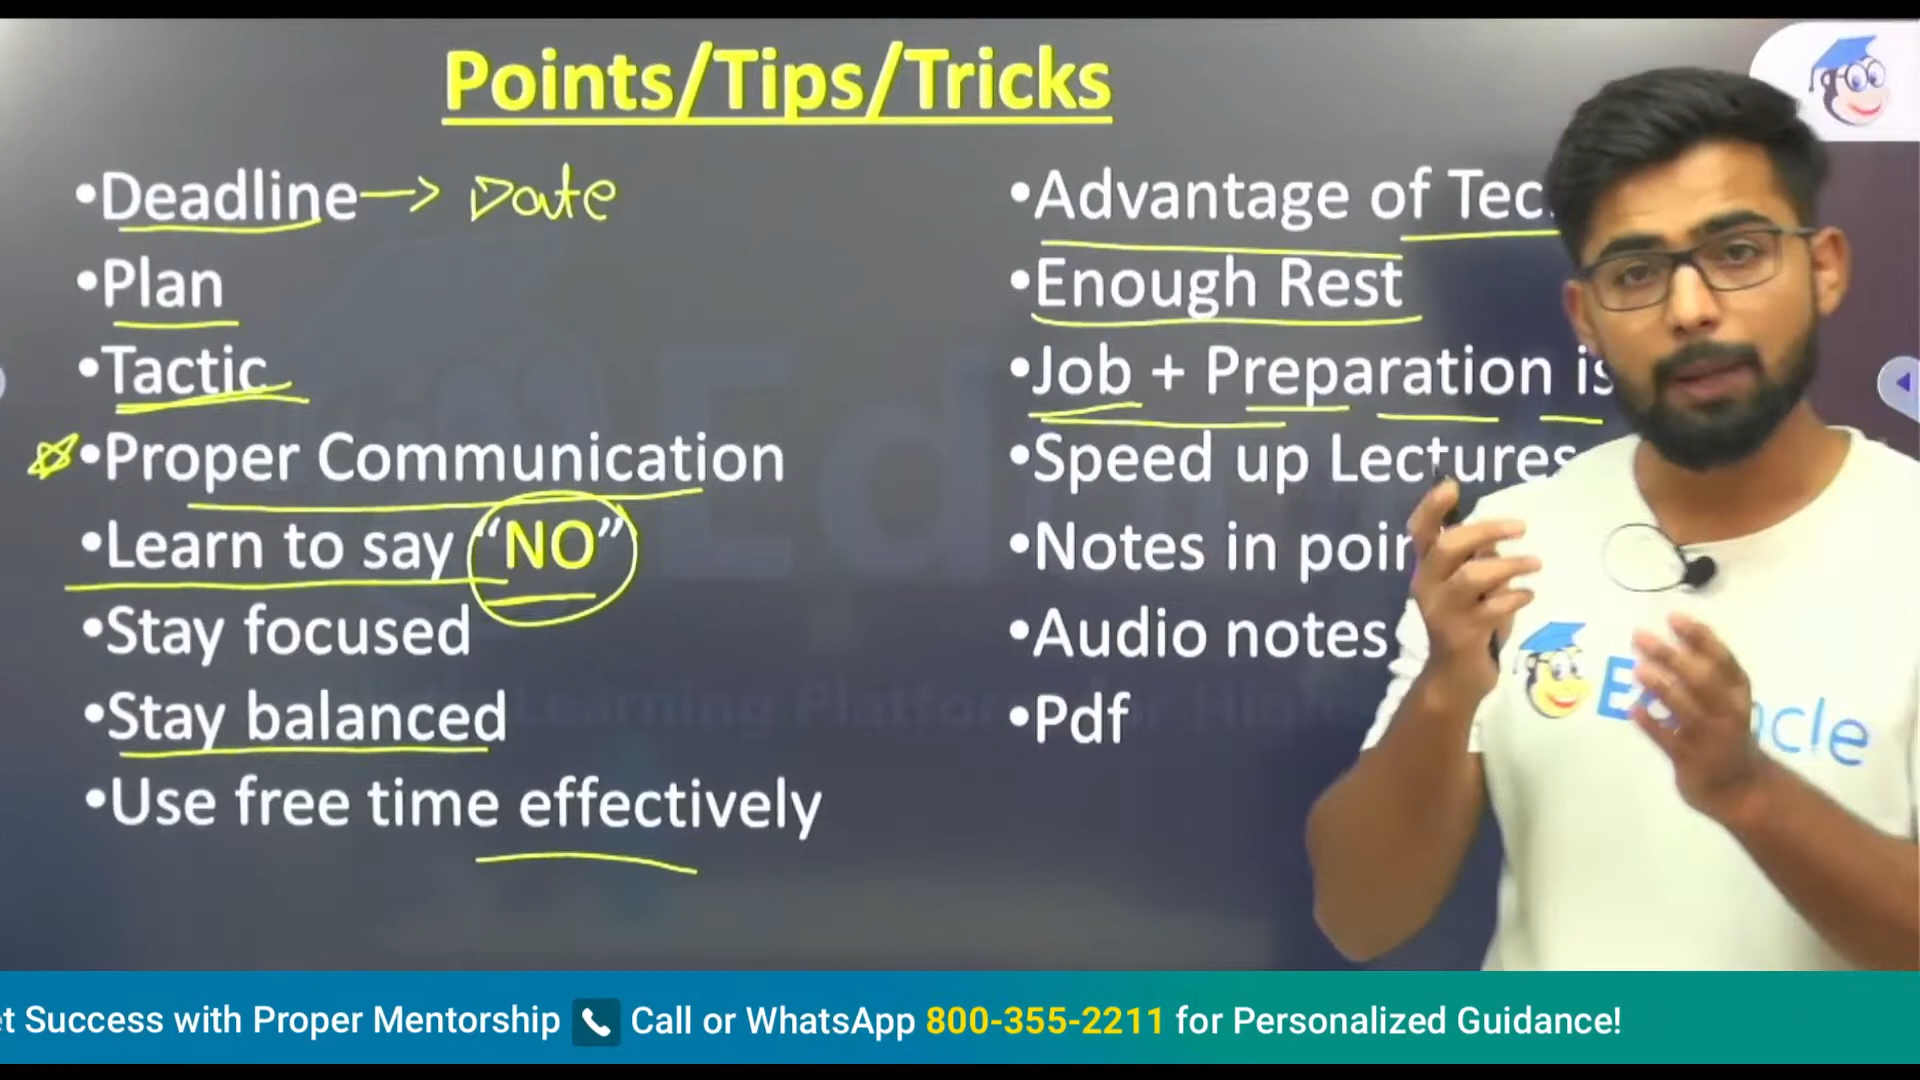 Points/Tips/Tricks
•Deadline → Date
•Plan
•Tactic
•Proper Communication
•Learn to say “NO”
•Stay focused
•Stay balanced
•Use free time effectively
•Advantage of
•Enough Rest
•Job + Preparation is
•Speed up Lectures
•Notes in
•Audio notes
•Pdf
Learning
Success with Proper Mentorship 📞 Call or WhatsApp 800-355-2211 for Personalized Guidance!